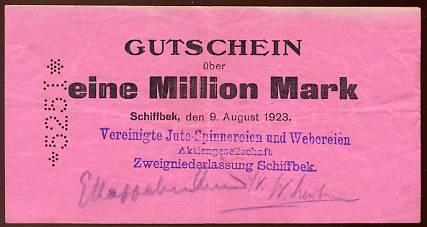 GUTSCHEIN
über
eine Million Mark
Schiffbek, den 9. August 1923.
Vereinigte Jute-Spinnereien und Webereien
Aktiengesellschaft
Zweigniederlassung Schiffbek.
*5251*